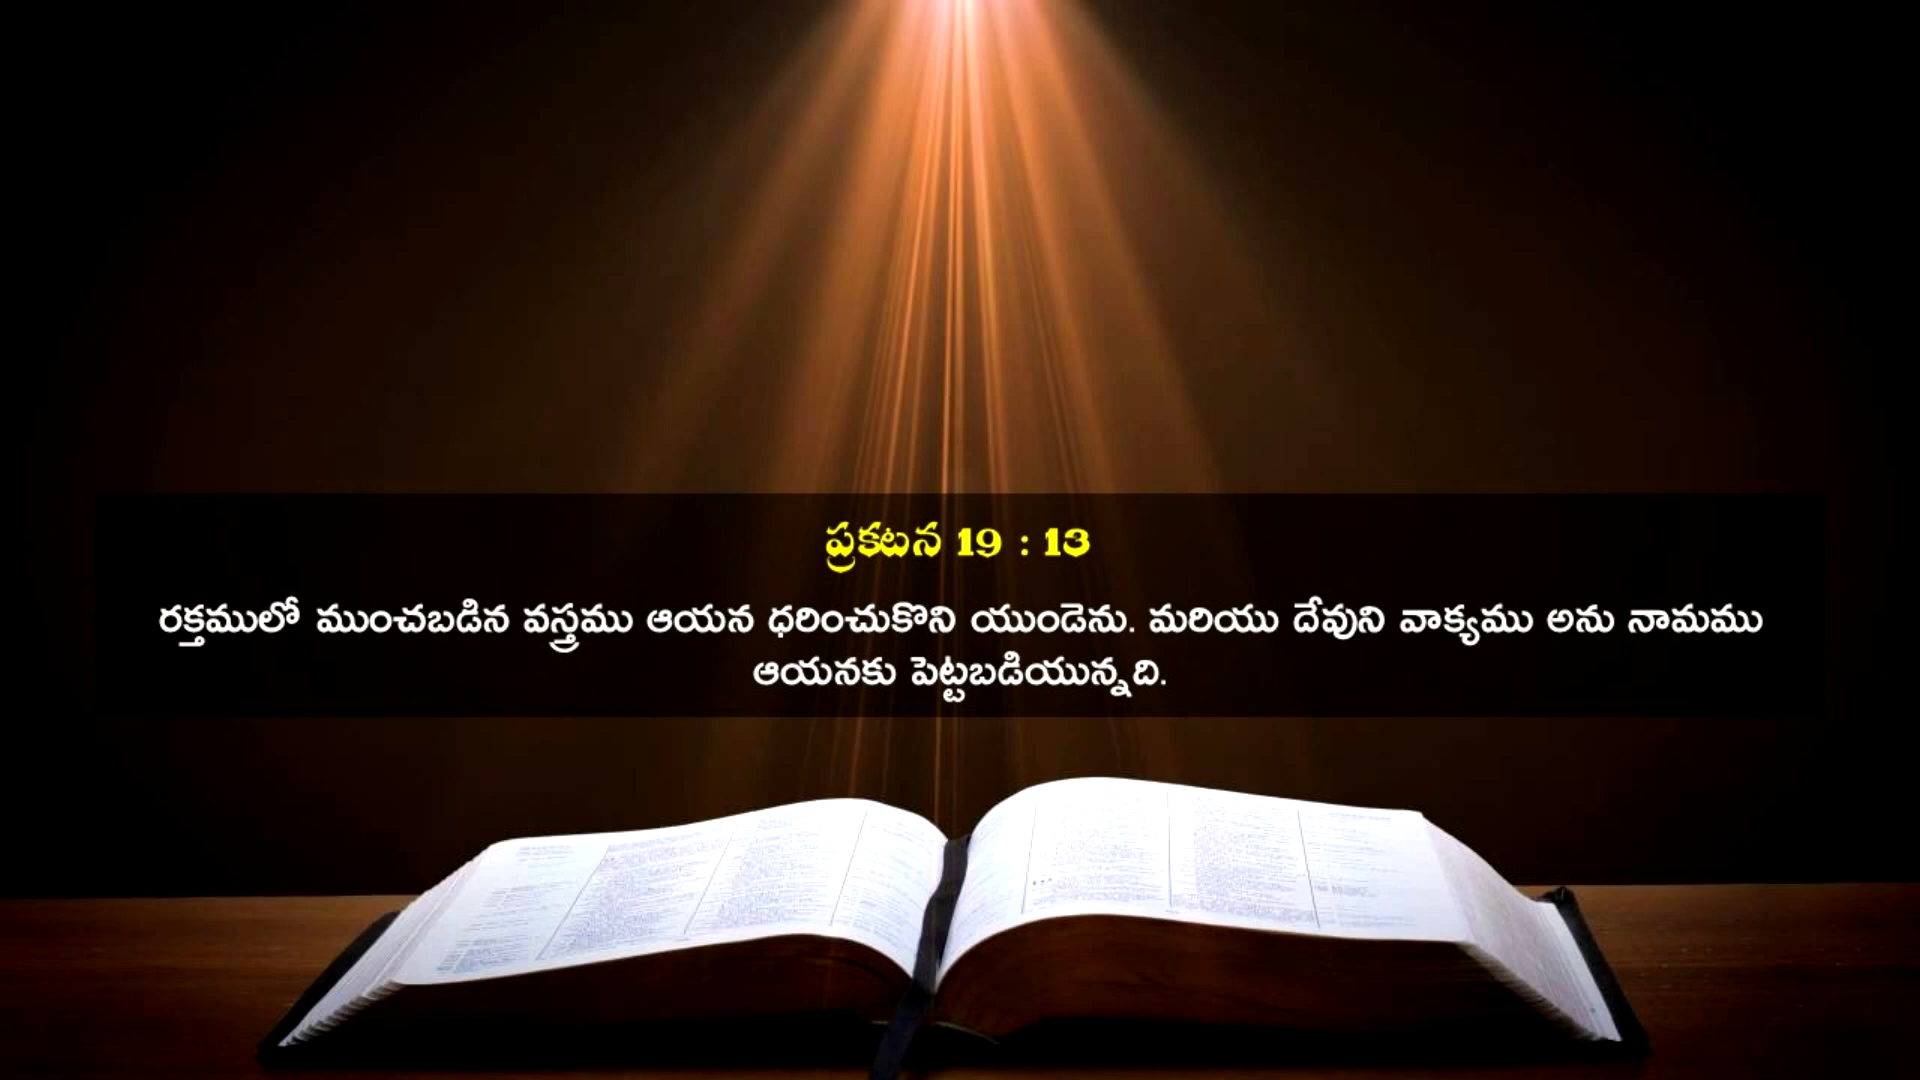 ప్రకటన 19 : 13
రక్తములో ముంచబడిన వస్త్రము ఆయన ధరించుకొని యుండెను. మరియు దేవుని వాక్యము అను నామము
ఆయనకు పెట్టబడియున్నది.